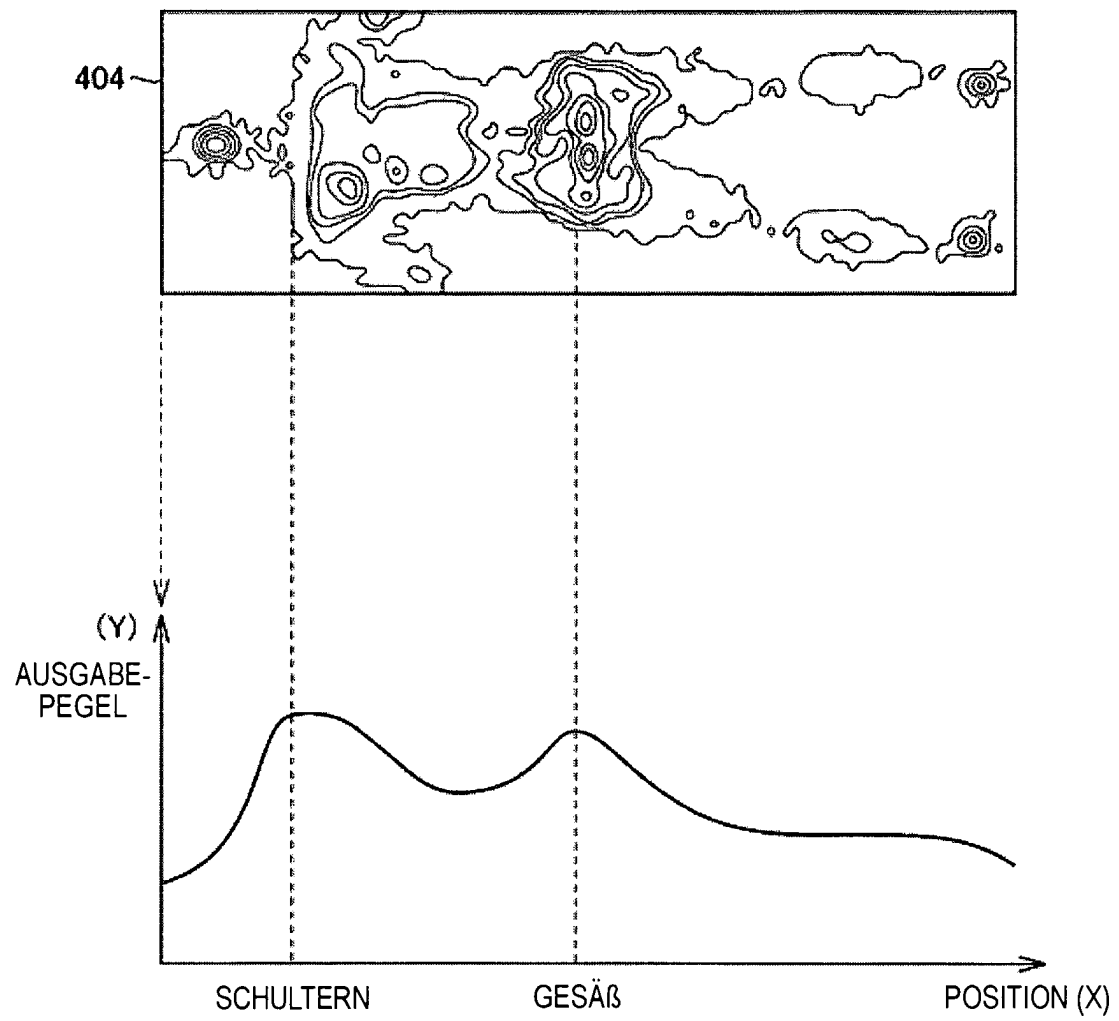 404
(Y)
AUSGABE-
PEGEL
SCHULTERN
GESÄß
POSITION (X)